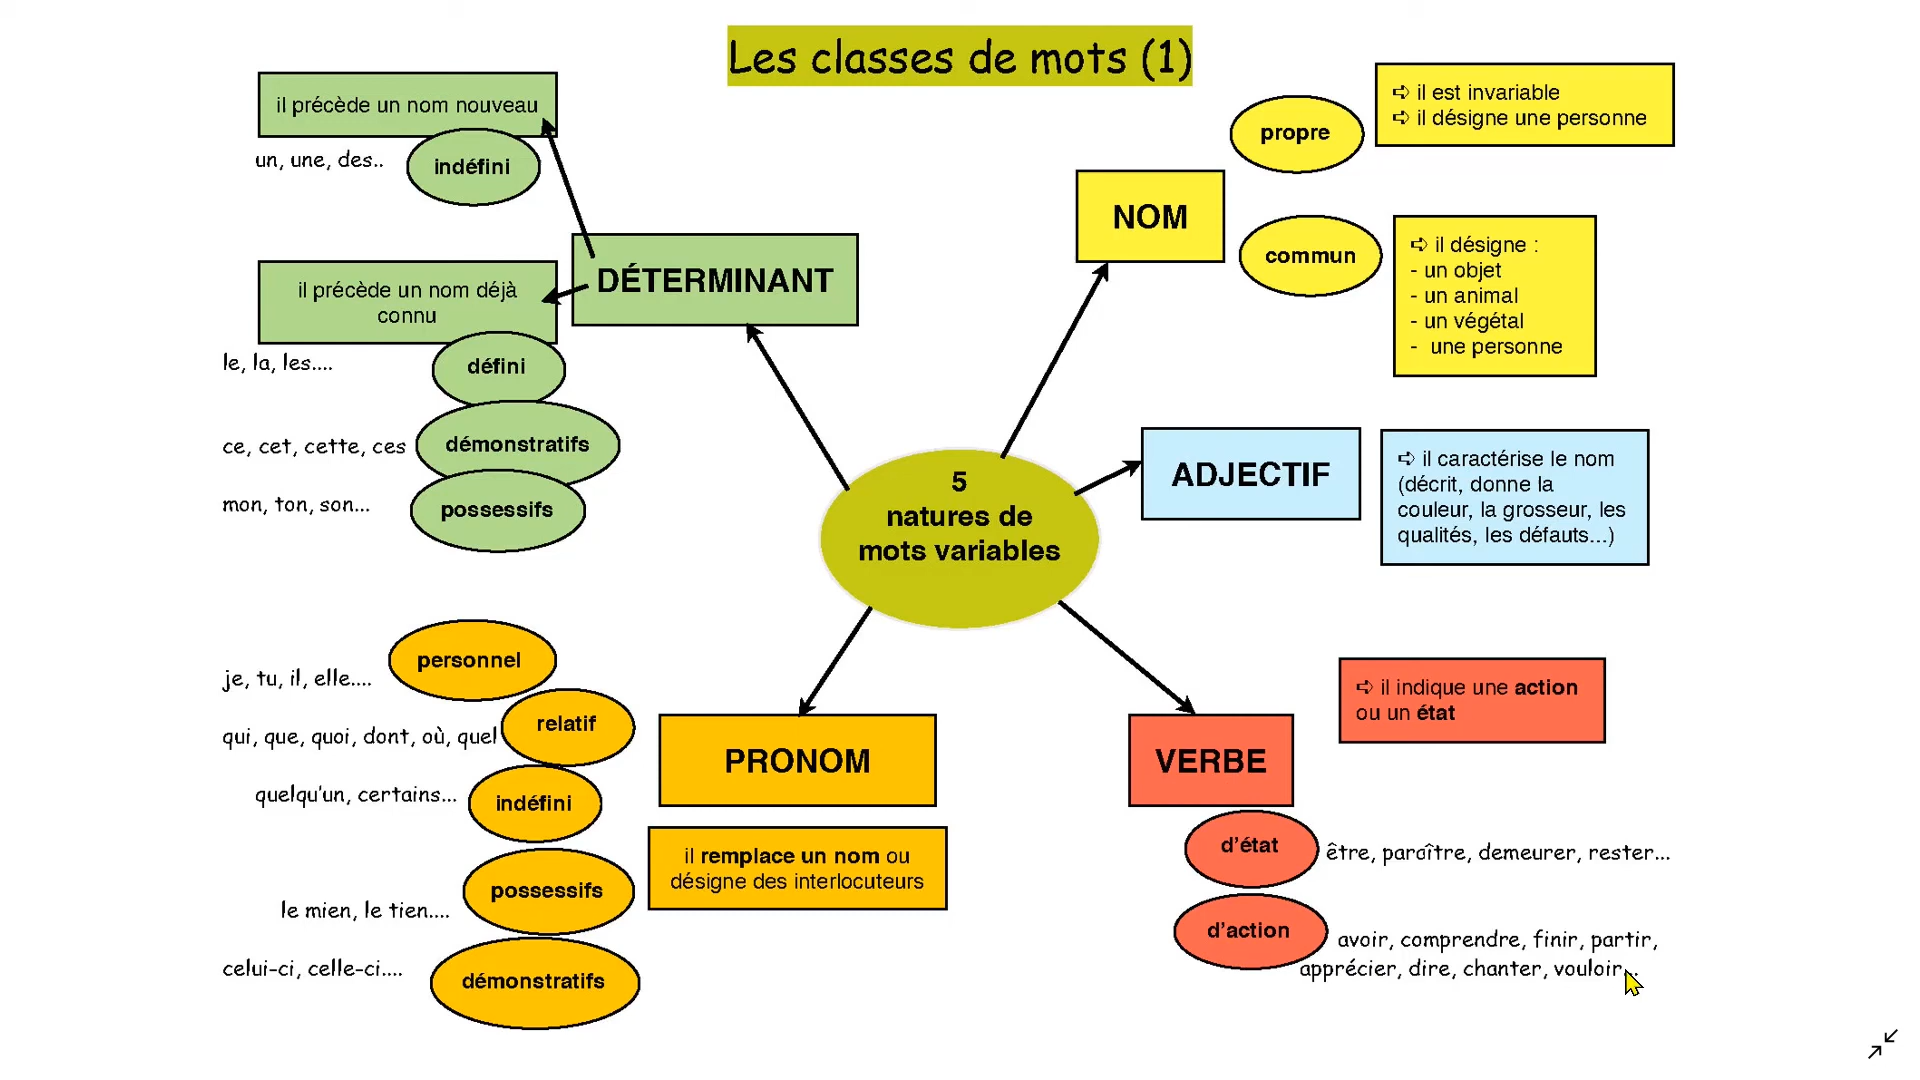 Les classes de mots (1)
il précède un nom nouveau
un, une, des..
indéfini
DÉTERMINANT
il précède un nom déjà
connu
le, la, les....
défini
ce, cet, cette, ces
démonstratifs
mon, ton, son...
possessifs
NOM
propre
➪ il est invariable
➪ il désigne une personne
commun
➪ il désigne :
- un objet
- un animal
- un végétal
- une personne
5
natures de
mots variables
ADJECTIF
➪ il caractérise le nom
(décrit, donne la
couleur, la grosseur, les
qualités, les défauts...)
personnel
je, tu, il, elle....
relatif
qui, que, quoi, dont, où, quel
indéfini
quelqu'un, certains...
possessifs
le mien, le tien....
démonstratifs
celui-ci, celle-ci....
PRONOM
il remplace un nom ou
désigne des interlocuteurs
VERBE
➪ il indique une action
ou un état
d'état
être, paraître, demeurer, rester...
d'action
avoir, comprendre, finir, partir,
apprécier, dire, chanter, vouloir...